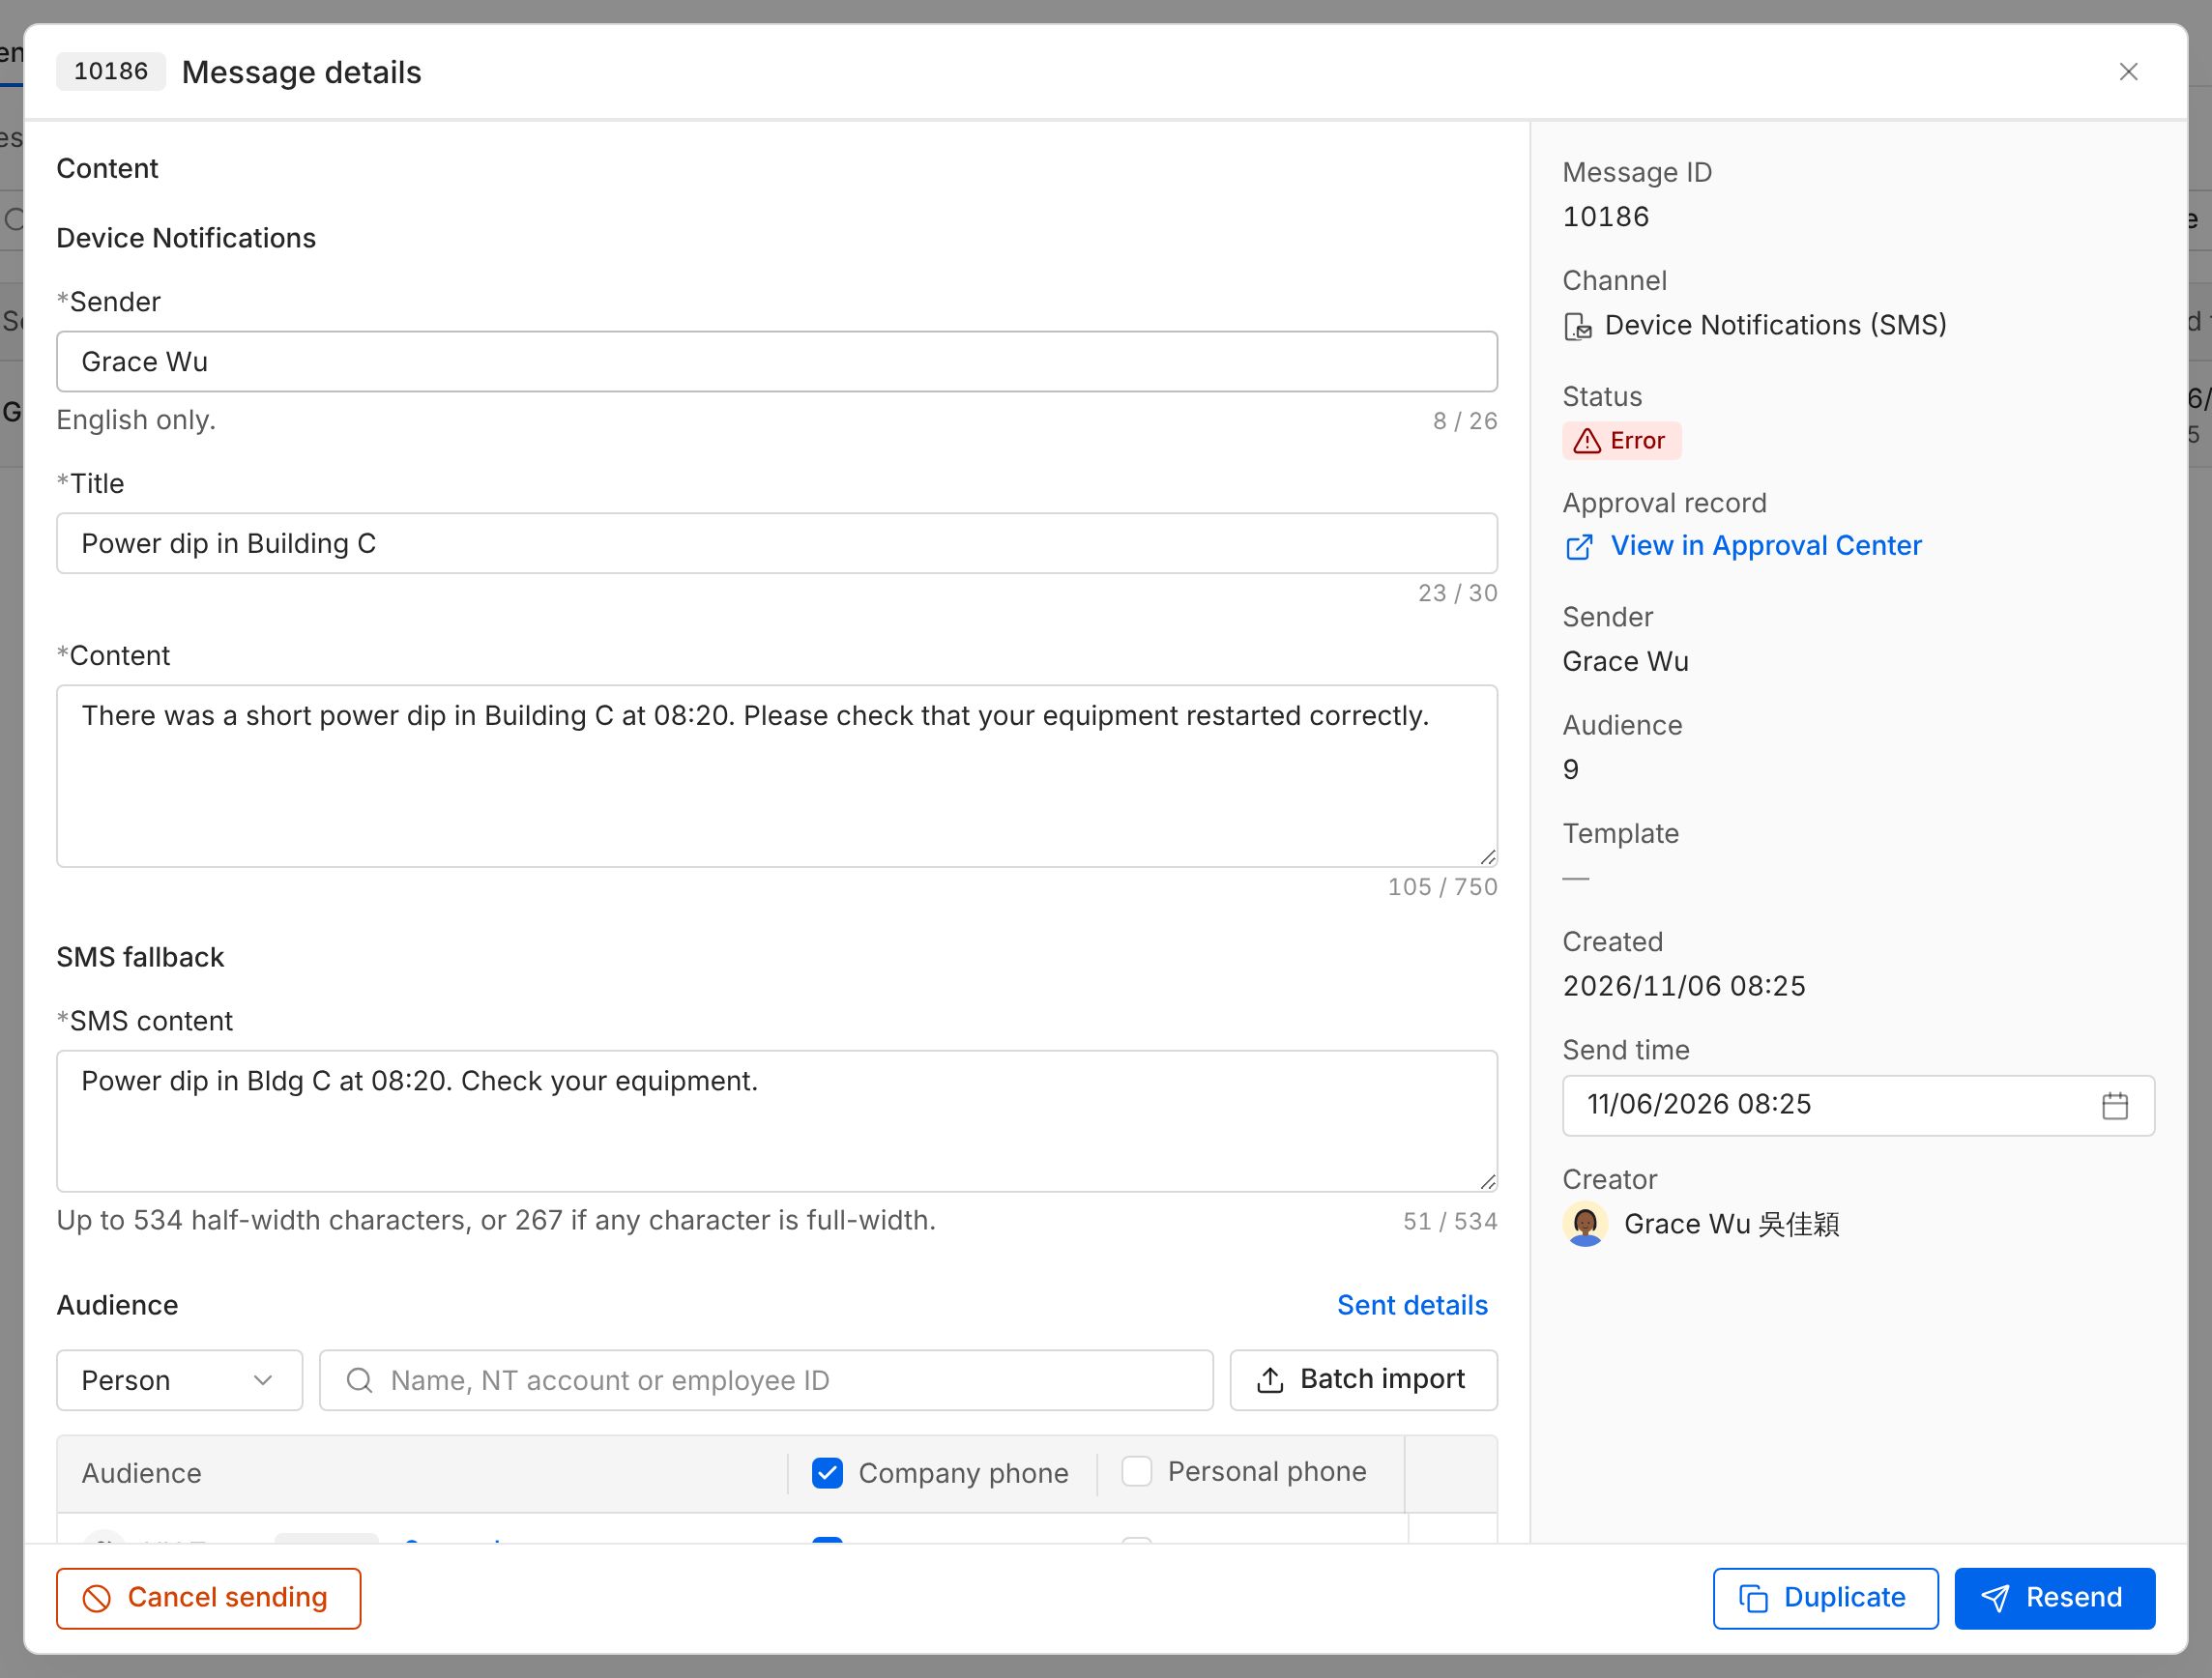 10186 Message details
Content
Device Notifications
*Sender
Grace Wu
English only. 8 / 26
*Title
Power dip in Building C
23 / 30
*Content
There was a short power dip in Building C at 08:20. Please check that your equipment restarted correctly.
105 / 750
SMS fallback
*SMS content
Power dip in Bldg C at 08:20. Check your equipment.
Up to 534 half-width characters, or 267 if any character is full-width. 51 / 534
Audience Sent details
Person Name, NT account or employee ID Batch import
Audience Company phone Personal phone
Message ID
10186
Channel
Device Notifications (SMS)
Status
Error
Approval record
View in Approval Center
Sender
Grace Wu
Audience
9
Template
—
Created
2026/11/06 08:25
Send time
11/06/2026 08:25
Creator
Grace Wu 吳佳穎
Cancel sending Duplicate Resend